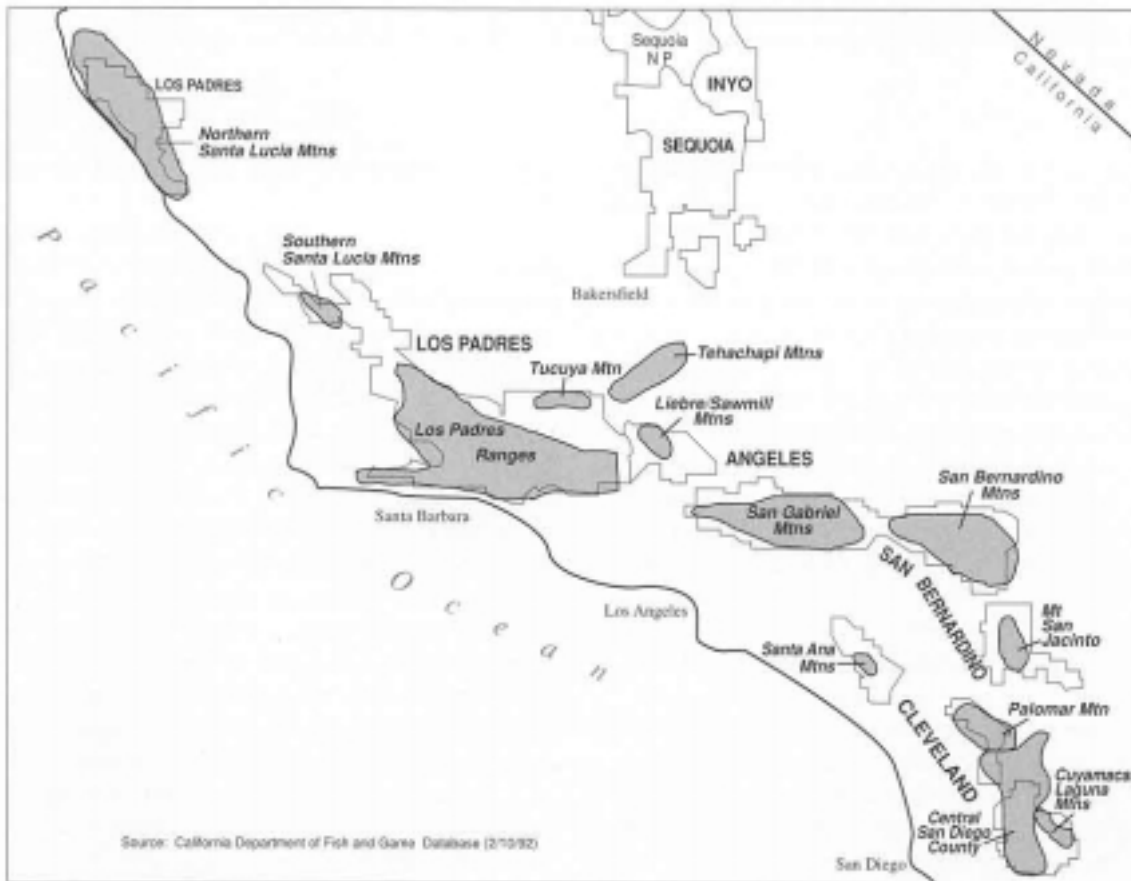 Nevada
California
Sequoia
N P
INYO
SEQUOIA
LOS PADRES
Northern
Santa Lucia Mtns
Southern
Santa Lucia Mtns
Bakersfield
LOS PADRES
Tehachapi Mtns
Tucuya Mtn
Liebre/Sawmill
Mtns
Los Padres
Ranges
ANGELES
San Bernardino
Mtns
San Gabriel
Mtns
Santa Barbara
SAN BERNARDINO
Pacific Ocean
Los Angeles
Mt
San
Jacinto
Santa Ana
Mtns
CLEVELAND
Palomar Mtn
Cuyamaca
Laguna
Mtns
Central
San Diego
County
San Diego
Source: California Department of Fish and Game Database (2/10/92)